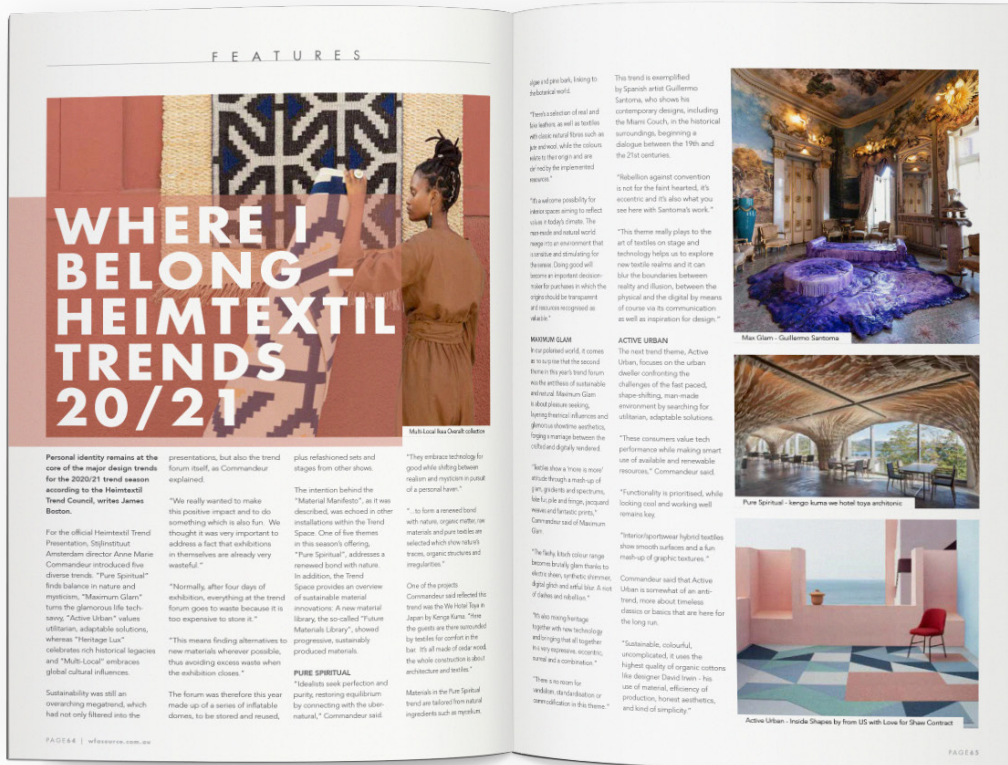 FEATURES
WHERE I
BELONG –
HEIMTEXTIL
TRENDS
20/21
Multi-Local Ikea Överallt collection
Personal identity remains at the
core of the major design trends
for the 2020/21 trend season
according to the Heimtextil
Trend Council, writes James
Boston.
For the official Heimtextil Trend
Presentation, Stijlinstituut
Amsterdam director Anne Marie
Commandeur introduced five
diverse trends. "Pure Spiritual"
finds balance in nature and
mysticism, "Maximum Glam"
turns the glamorous life tech-
savvy, "Active Urban" values
utilitarian, adaptable solutions,
whereas "Heritage Lux"
celebrates rich historical legacies
and "Multi-Local" embraces
global cultural influences.
Sustainability was still an
overarching megatrend, which
had not only filtered into the
presentations, but also the trend
forum itself, as Commandeur
explained.
"We really wanted to make
this positive impact and to do
something which is also fun. We
thought it was very important to
address a fact that exhibitions
in themselves are already very
wasteful."
"Normally, after four days of
exhibition, everything at the trend
forum goes to waste because it is
too expensive to store it."
"This means finding alternatives to
new materials wherever possible,
thus avoiding excess waste when
the exhibition closes."
The forum was therefore this year
made up of a series of inflatable
domes, to be stored and reused,
plus refashioned sets and
stages from other shows.
The intention behind the
"Material Manifesto", as it was
described, was echoed in other
installations within the Trend
Space. One of five themes
in this season's offering,
"Pure Spiritual", addresses a
renewed bond with nature.
In addition, the Trend
Space provides an overview
of sustainable material
innovations: A new material
library, the so-called "Future
Materials Library", showed
progressive, sustainably
produced materials.
PURE SPIRITUAL
"Idealists seek perfection and
purity, restoring equilibrium
by connecting with the uber-
natural," Commandeur said.
"They embrace technology for
good while shifting between
realism and mysticism in pursuit
of a personal haven."
"... to form a renewed bond
with nature, organic matter, raw
materials and pure textiles are
selected which show nature's
traces, organic structures and
irregularities."
One of the projects
Commandeur said reflected this
trend was the We Hotel Toya in
Japan by Kengo Kuma. "Here
the guests are there surrounded
by textiles for comfort in the
bar. It's all made of cedar wood,
the whole construction is about
architecture and textiles."
Materials in the Pure Spiritual
trend are tailored from natural
ingredients such as mycelium,
PAGE64 | wfasource.com.au
algae and pine bark, linking to
the botanical world.
"There's a selection of real and
faux leathers, as well as textiles
with classic natural fibres such as
jute and wool, while the colours
relate to their origin and are
defined by the implemented
resources."
"It's a welcome possibility for
interior spaces aiming to reflect
values in today's climate. The
man-made and natural world
merge into an environment that
is sensitive and stimulating for
the senses. Doing good will
become an important decision-
maker for purchases in which the
origins should be transparent
and resources recognised as
valuable."
MAXIMUM GLAM
In our polarised world, it comes
as no surprise that the second
theme in this year's trend forum
was the antithesis of sustainable
and natural. Maximum Glam
is about pleasure seeking,
layering theatrical influences and
glamorous showtime aesthetics,
forging a marriage between the
crafted and digitally rendered.
"Textiles show a 'more is more'
attitude through a mash-up of
glam, gradients and spectrums,
fake fur, pile and fringe, jacquard
weaves and fantastic prints,"
Commandeur said of Maximum
Glam.
"The flashy, kitsch colour range
becomes brutally glam thanks to
electric sheen, synthetic shimmer,
digital glitch and artful blur. A riot
of clashes and rebellion."
"It's also mixing heritage
together with new technology
and bringing that all together
in a very expressive, eccentric,
surreal and a combination."
"There is no room for
vandalism, standardisation or
commodification in this theme."
This trend is exemplified
by Spanish artist Guillermo
Santoma, who shows his
contemporary designs, including
the Miami Couch, in the historical
surroundings, beginning a
dialogue between the 19th and
the 21st centuries.
"Rebellion against convention
is not for the faint hearted, it's
eccentric and it's also what you
see here with Santoma's work."
"This theme really plays to the
art of textiles on stage and
technology helps us to explore
new textile realms and it can
blur the boundaries between
reality and illusion, between the
physical and the digital by means
of course via its communication
as well as inspiration for design."
ACTIVE URBAN
The next trend theme, Active
Urban, focuses on the urban
dweller confronting the
challenges of the fast paced,
shape-shifting, man-made
environment by searching for
utilitarian, adaptable solutions.
"These consumers value tech
performance while making smart
use of available and renewable
resources," Commandeur said.
"Functionality is prioritised, while
looking cool and working well
remains key.
"Interior/sportswear hybrid textiles
show smooth surfaces and a fun
mash-up of graphic textures."
Commandeur said that Active
Urban is somewhat of an anti-
trend, more about timeless
classics or basics that are here for
the long run.
"Sustainable, colourful,
uncomplicated, it uses the
highest quality of organic cottons
like designer David Irwin - his
use of material, efficiency of
production, honest aesthetics,
and kind of simplicity."
Max Glam - Guillermo Santoma
Pure Spiritual - kengo kuma we hotel toya architonic
Active Urban - Inside Shapes by from US with Love for Shaw Contract
PAGE65